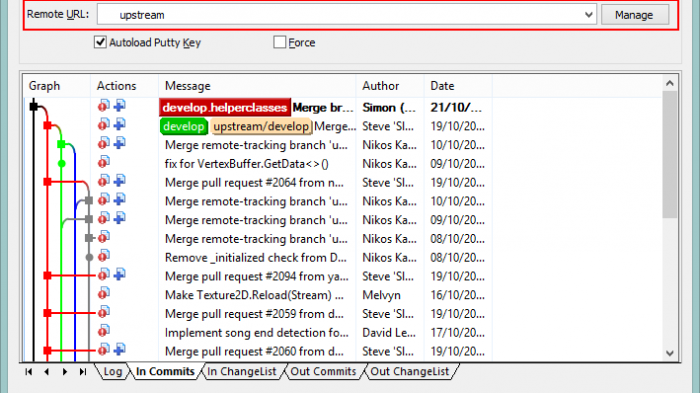 Remote URL: upstream Manage
Autoload Putty Key Force
Graph Actions Message Author Date
develop.helperclasses Merge br... Simon (... 21/10/...
develop upstream/develop Merge... Steve 'Sl... 19/10/20...
Merge remote-tracking branch 'u... Nikos Ka... 10/10/20...
fix for VertexBuffer.GetData<>() Nikos Ka... 09/10/20...
Merge pull request #2064 from n... Steve 'Sl... 19/10/20...
Merge remote-tracking branch 'u... Nikos Ka... 10/10/20...
Merge remote-tracking branch 'u... Nikos Ka... 09/10/20...
Merge remote-tracking branch 'u... Nikos Ka... 08/10/20...
Remove _initialized check from D... Nikos Ka... 08/10/20...
Merge pull request #2094 from ya... Steve 'Sl... 19/10/20...
Make Texture2D.Reload(Stream) ... Melvyn 16/10/20...
Merge pull request #2059 from d... Steve 'Sl... 19/10/20...
Implement song end detection fo... David Le... 17/10/20...
Merge pull request #2060 from d... Steve 'Sl... 19/10/20...
Log In Commits In ChangeList Out Commits Out ChangeList